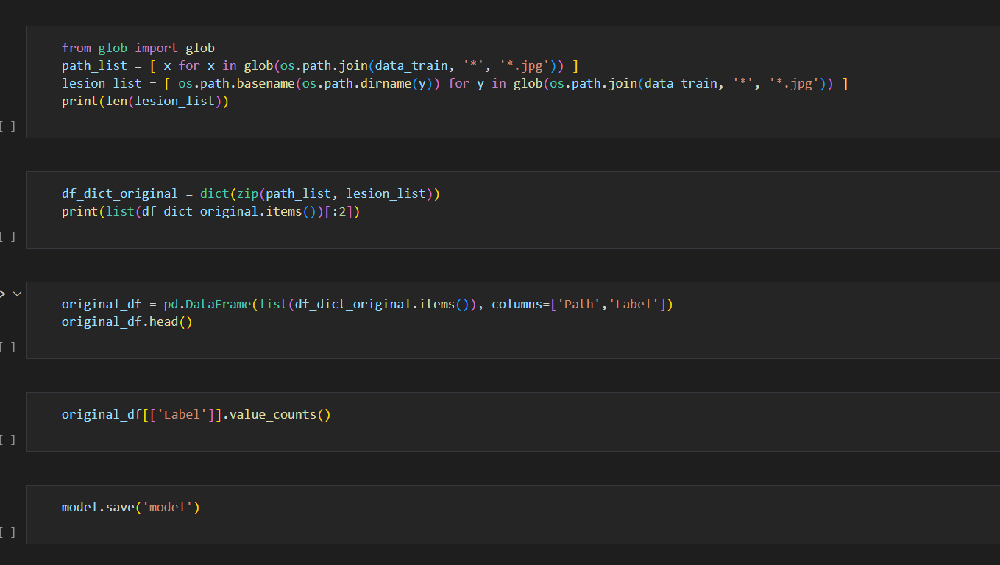 from glob import glob
path_list = [ x for x in glob(os.path.join(data_train, '*', '*.jpg')) ]
lesion_list = [ os.path.basename(os.path.dirname(y)) for y in glob(os.path.join(data_train, '*', '*.jpg')) ]
print(len(lesion_list))
[ ]
df_dict_original = dict(zip(path_list, lesion_list))
print(list(df_dict_original.items())[:2])
[ ]
original_df = pd.DataFrame(list(df_dict_original.items()), columns=['Path','Label'])
original_df.head()
[ ]
original_df[['Label']].value_counts()
[ ]
model.save('model')
[ ]